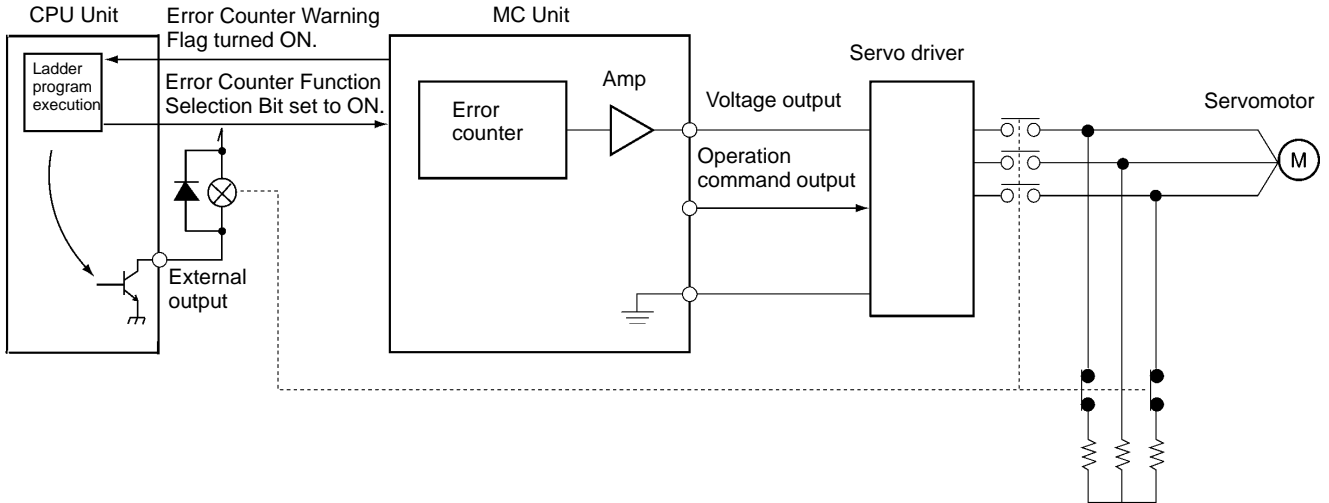 CPU Unit
Error Counter Warning
Flag turned ON.
MC Unit
Ladder
program
execution
Error Counter Function
Selection Bit set to ON.
Error
counter
Amp
Voltage output
Servo driver
Servomotor
M
Operation
command output
External
output